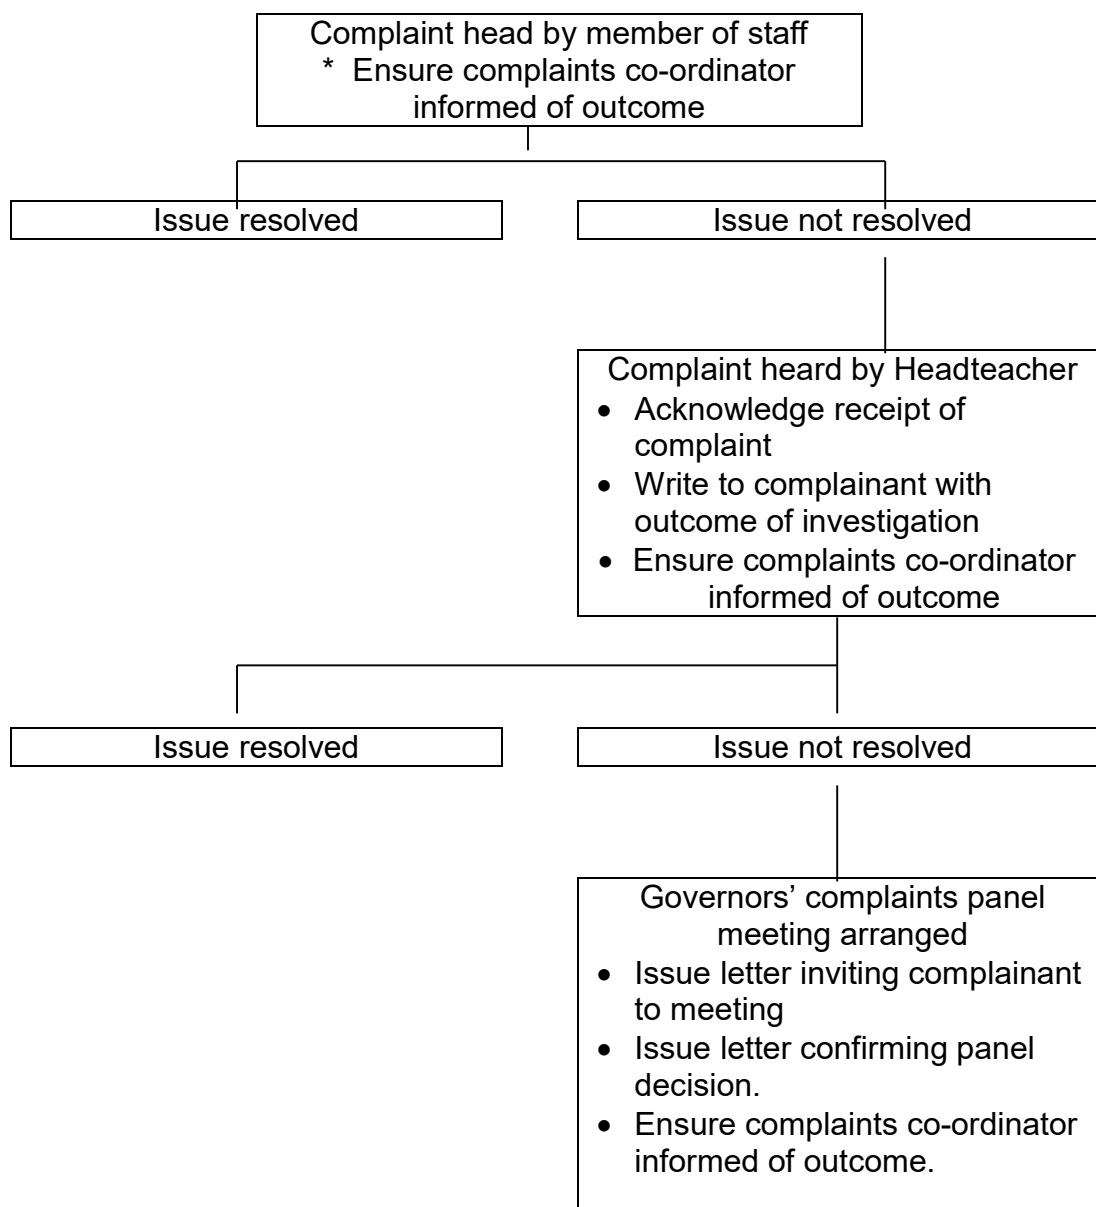 Complaint head by member of staff
* Ensure complaints co-ordinator
informed of outcome
Issue resolved
Issue not resolved
Complaint heard by Headteacher
• Acknowledge receipt of
complaint
• Write to complainant with
outcome of investigation
• Ensure complaints co-ordinator
informed of outcome
Issue resolved
Issue not resolved
Governors’ complaints panel
meeting arranged
• Issue letter inviting complainant
to meeting
• Issue letter confirming panel
decision.
• Ensure complaints co-ordinator
informed of outcome.